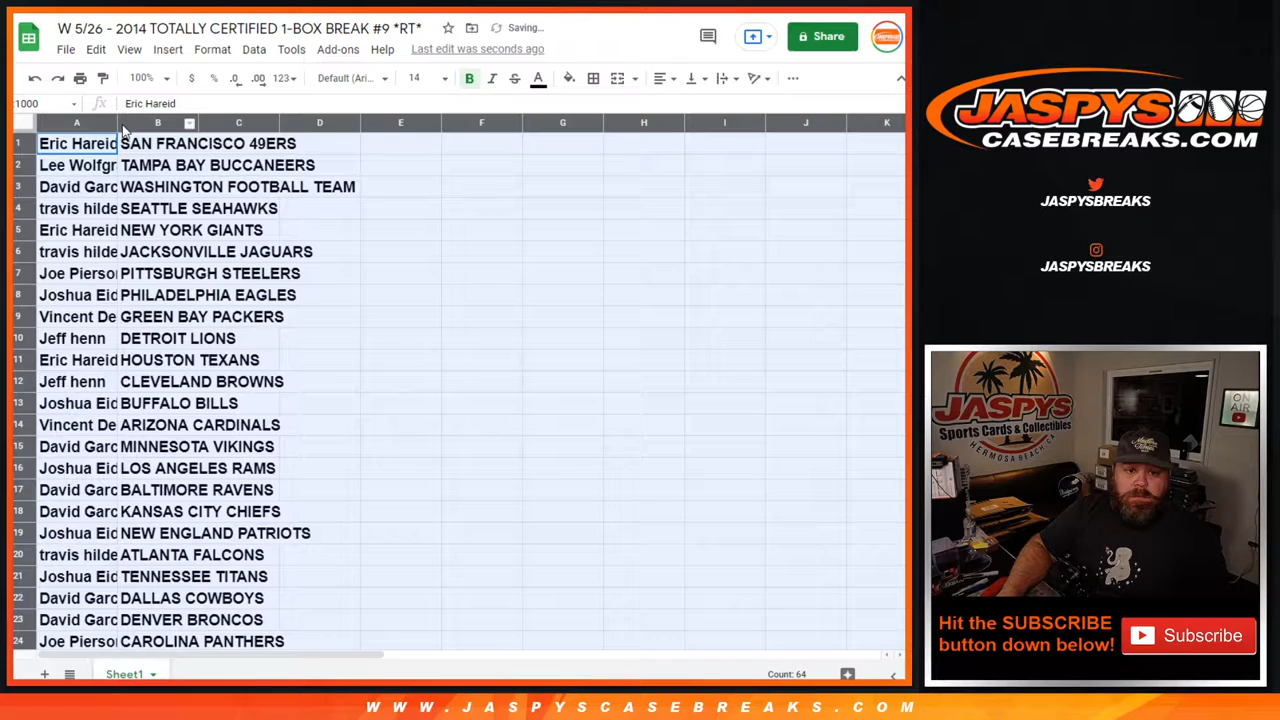 W 5/26 - 2014 TOTALLY CERTIFIED 1-BOX BREAK #9 *RT*
Saving...
Share
File Edit View Insert Format Data Tools Add-ons Help Last edit was seconds ago
100% $ % .0 .00 123 Default (Ari... 14 B I S A
1000 fx Eric Hareid
A B C D E F G H I J K
1 Eric Hareid SAN FRANCISCO 49ERS
2 Lee Wolfgr TAMPA BAY BUCCANEERS
3 David Garc WASHINGTON FOOTBALL TEAM
4 travis hilde SEATTLE SEAHAWKS
5 Eric Hareid NEW YORK GIANTS
6 travis hilde JACKSONVILLE JAGUARS
7 Joe Pierson PITTSBURGH STEELERS
8 Joshua Eid PHILADELPHIA EAGLES
9 Vincent De GREEN BAY PACKERS
10 Jeff henn DETROIT LIONS
11 Eric Hareid HOUSTON TEXANS
12 Jeff henn CLEVELAND BROWNS
13 Joshua Eid BUFFALO BILLS
14 Vincent De ARIZONA CARDINALS
15 David Garc MINNESOTA VIKINGS
16 Joshua Eid LOS ANGELES RAMS
17 David Garc BALTIMORE RAVENS
18 David Garc KANSAS CITY CHIEFS
19 Joshua Eid NEW ENGLAND PATRIOTS
20 travis hilde ATLANTA FALCONS
21 Joshua Eid TENNESSEE TITANS
22 David Garc DALLAS COWBOYS
23 David Garc DENVER BRONCOS
24 Joe Pierson CAROLINA PANTHERS
Sheet1
Count: 64
JASPYS
CASEBREAKS.COM
JASPYSBREAKS
JASPYSBREAKS
JASPYS
Sports Cards & Collectibles
HERMOSA BEACH, CA
ON
AIR
Hit the SUBSCRIBE
button down below!
Subscribe
WWW.JASPYSCASEBREAKS.COM